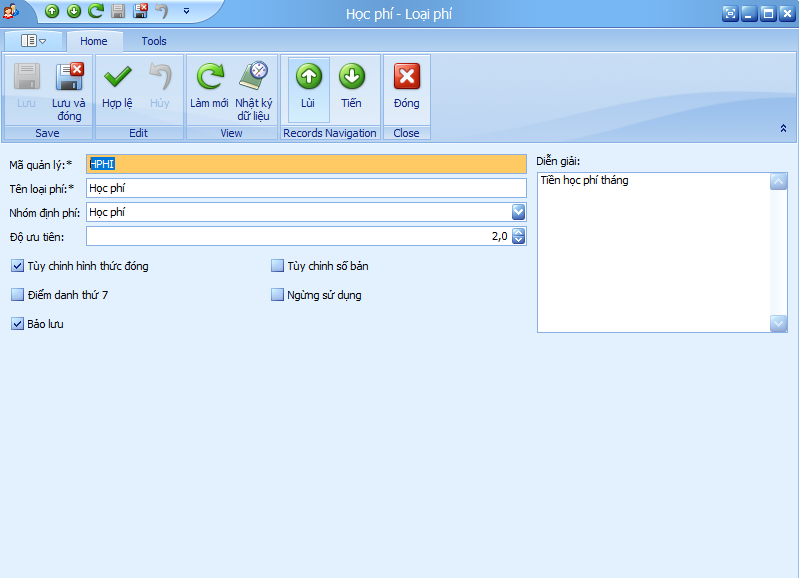 Học phí - Loại phí
Home Tools
Lưu Lưu và đóng Hợp lệ Hủy Làm mới Nhật ký dữ liệu Lùi Tiến Đóng
Save Edit View Records Navigation Close
Mã quản lý:* HPHI
Tên loại phí:* Học phí
Nhóm định phí: Học phí
Độ ưu tiên: 2,0
Diễn giải:
Tiền học phí tháng
Tùy chỉnh hình thức đóng Tùy chỉnh số bản
Điểm danh thứ 7 Ngừng sử dụng
Bảo lưu